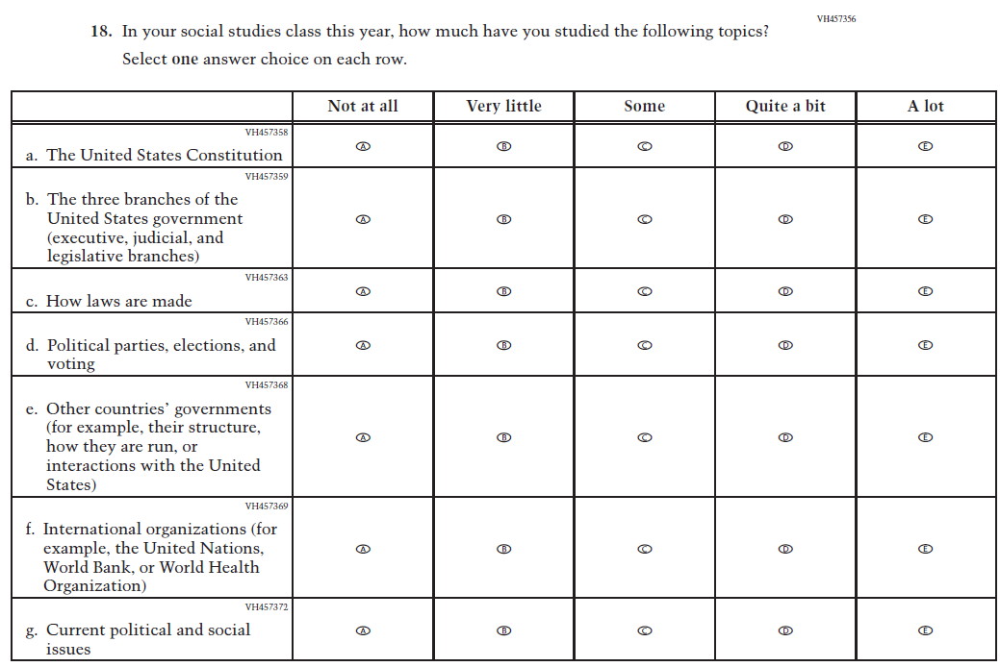 VH457356
18. In your social studies class this year, how much have you studied the following topics?
Select one answer choice on each row.
Not at all Very little Some Quite a bit A lot
VH457358
a. The United States Constitution A B C D E
VH457359
b. The three branches of the
United States government
(executive, judicial, and
legislative branches)
A B C D E
VH457363
c. How laws are made A B C D E
VH457366
d. Political parties, elections, and
voting
A B C D E
VH457368
e. Other countries’ governments
(for example, their structure,
how they are run, or
interactions with the United
States)
A B C D E
VH457369
f. International organizations (for
example, the United Nations,
World Bank, or World Health
Organization)
A B C D E
VH457372
g. Current political and social
issues
A B C D E